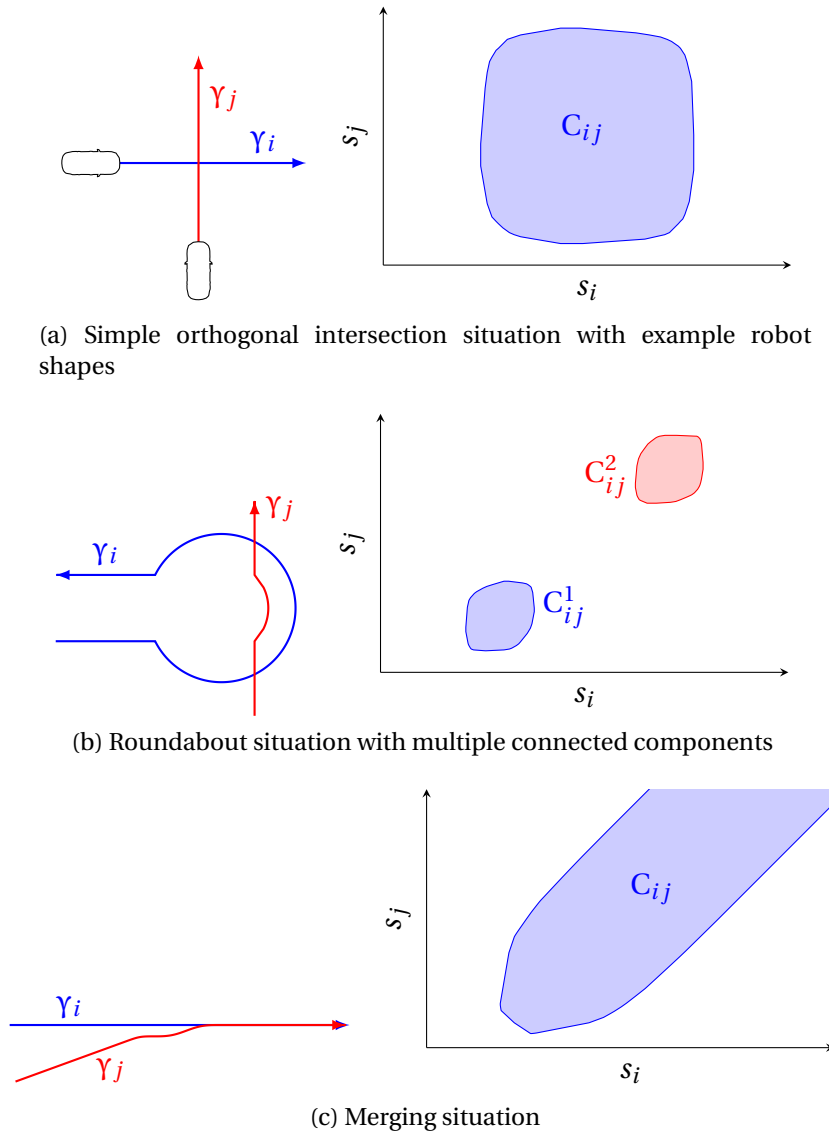 γj
γi
Cij
sj
si
(a) Simple orthogonal intersection situation with example robot
shapes
γi
γj
C²ij
C¹ij
sj
si
(b) Roundabout situation with multiple connected components
γi
γj
Cij
sj
si
(c) Merging situation